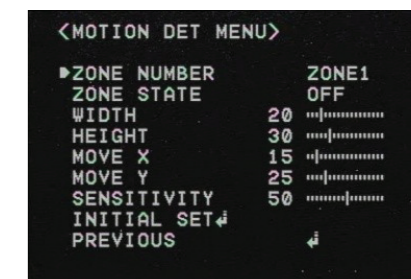 <MOTION DET MENU>
ZONE NUMBER ZONE1
ZONE STATE OFF
WIDTH 20
HEIGHT 30
MOVE X 15
MOVE Y 25
SENSITIVITY 50
INITIAL SET
PREVIOUS